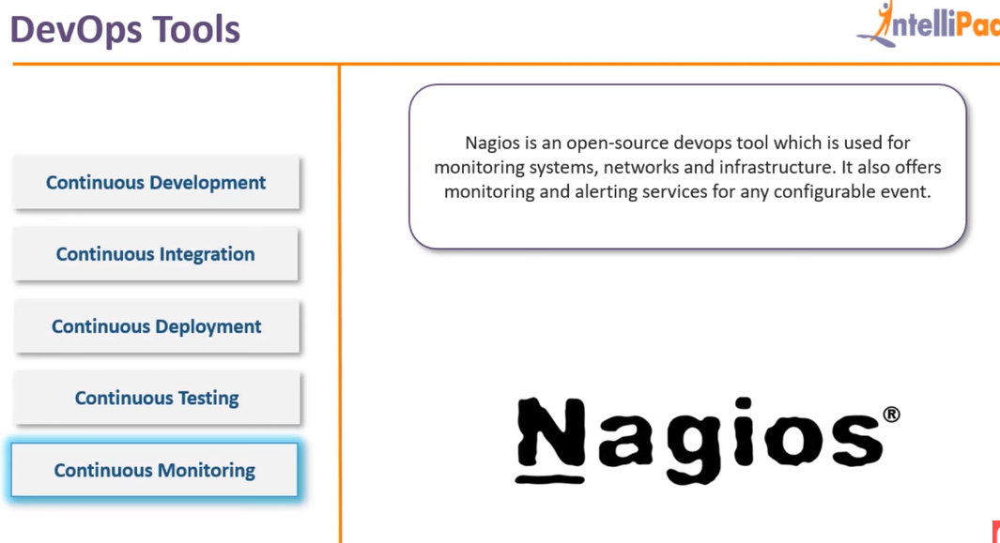 DevOps Tools
IntelliPaa
Continuous Development
Continuous Integration
Continuous Deployment
Continuous Testing
Continuous Monitoring
Nagios is an open-source devops tool which is used for
monitoring systems, networks and infrastructure. It also offers
monitoring and alerting services for any configurable event.
Nagios®